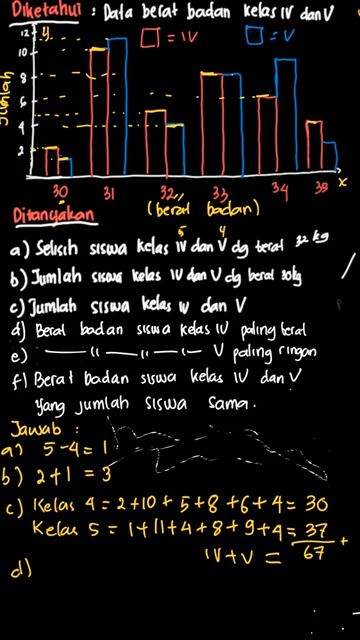 Diketahui : Data berat badan kelas IV dan V
12 y
□ = IV □ = V
10
8
Jumlah
6
4
2
30 31 32 33 34 35 x
(berat badan)
Ditanyakan
5 4
a) Selisih siswa kelas IV dan V dg berat 32 kg
b) Jumlah siswa kelas IV dan V dg berat 30kg
c) Jumlah siswa kelas IV dan V
d) Berat badan siswa kelas IV paling berat
e) —— 〃 —— 〃 — 〃 — V paling ringan
f) Berat badan siswa kelas IV dan V
yang jumlah siswa sama.
Jawab :
a) 5-4 = 1
b) 2+1 = 3
c) Kelas 4 = 2+10+5+8+6+4 = 30
Kelas 5 = 1+11+4+8+9+4 = 37 +
IV + V = 67
d)